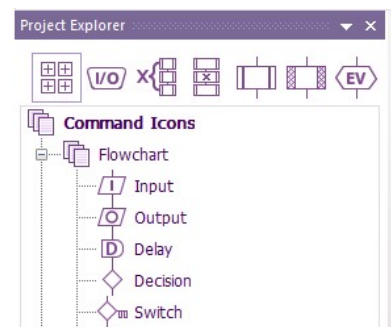 Project Explorer
I/O X X EV
Command Icons
Flowchart
I Input
O Output
D Delay
Decision
Switch